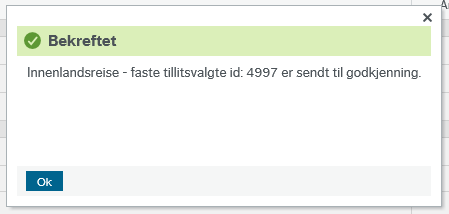 Bekreftet
Innenlandsreise - faste tillitsvalgte id: 4997 er sendt til godkjenning.
Ok